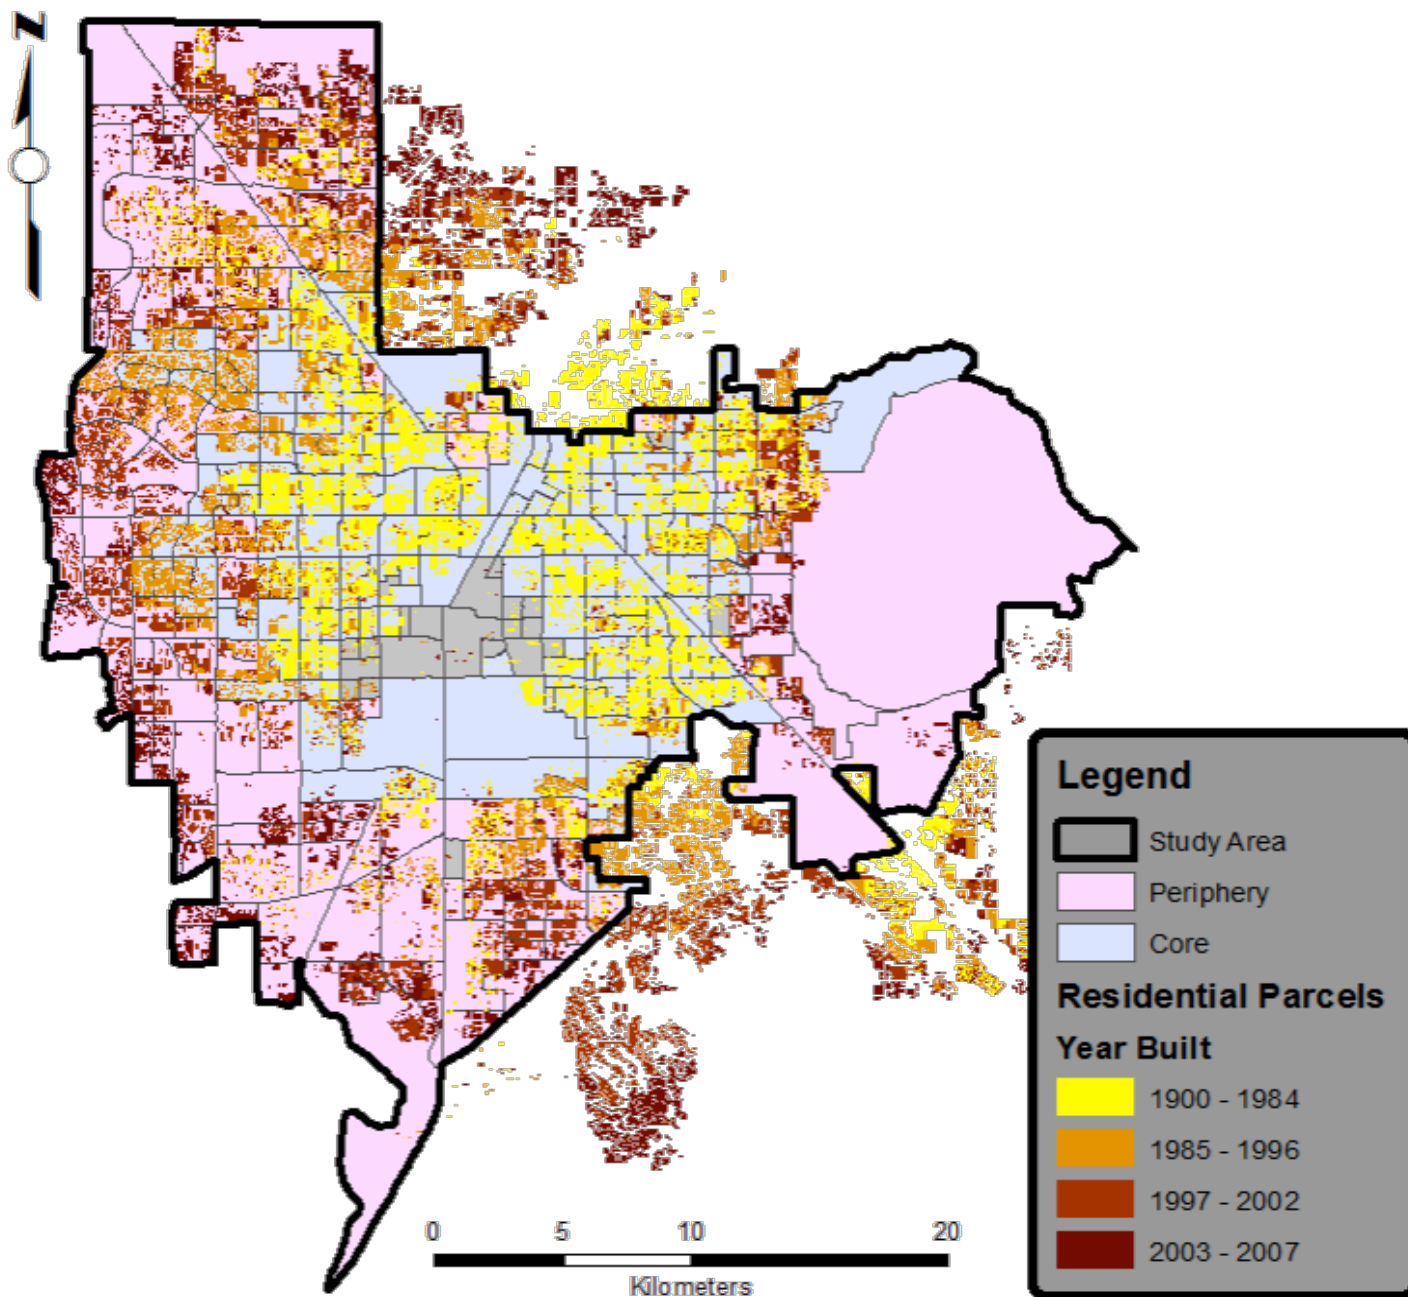 N
Legend
Study Area
Periphery
Core
Residential Parcels
Year Built
1900 - 1984
1985 - 1996
1997 - 2002
2003 - 2007
0 5 10 20
Kilometers